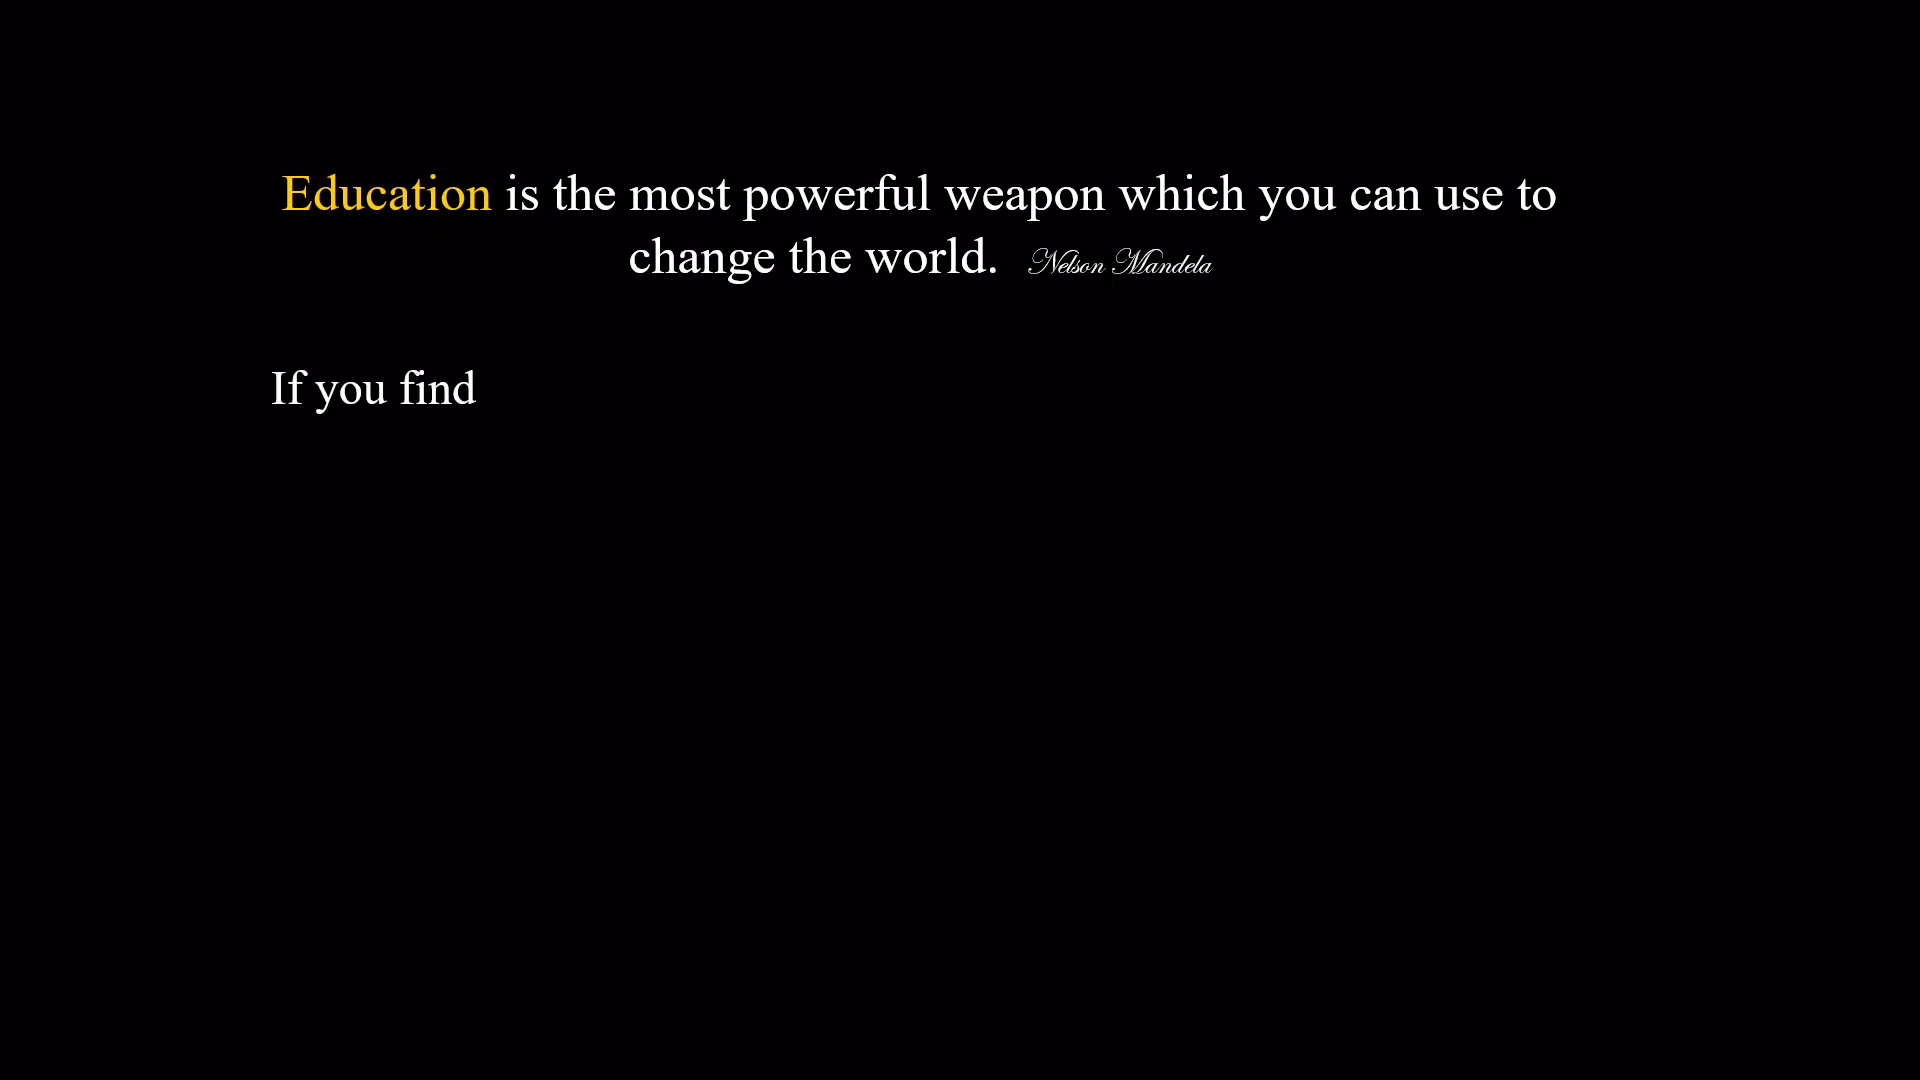 Education is the most powerful weapon which you can use to
change the world. Nelson Mandela
If you find